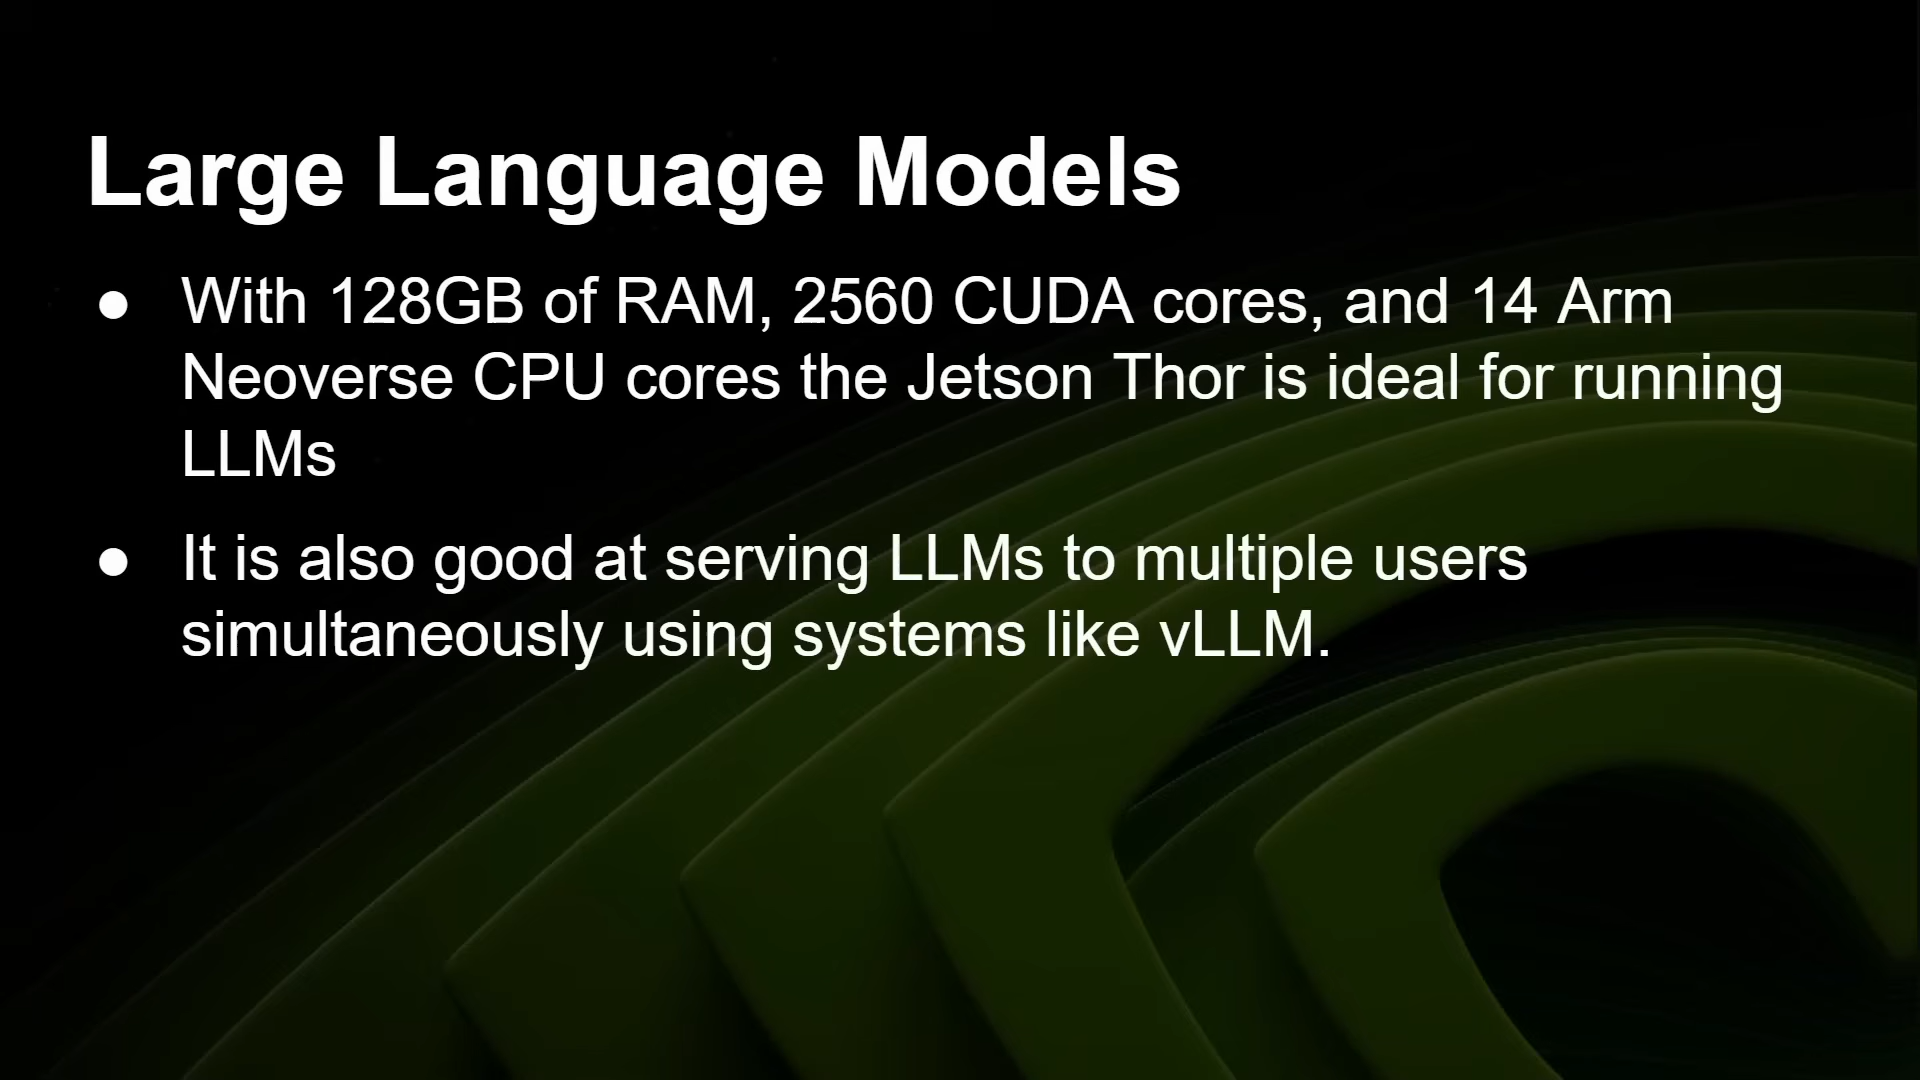 Large Language Models
● With 128GB of RAM, 2560 CUDA cores, and 14 Arm
Neoverse CPU cores the Jetson Thor is ideal for running
LLMs
● It is also good at serving LLMs to multiple users
simultaneously using systems like vLLM.